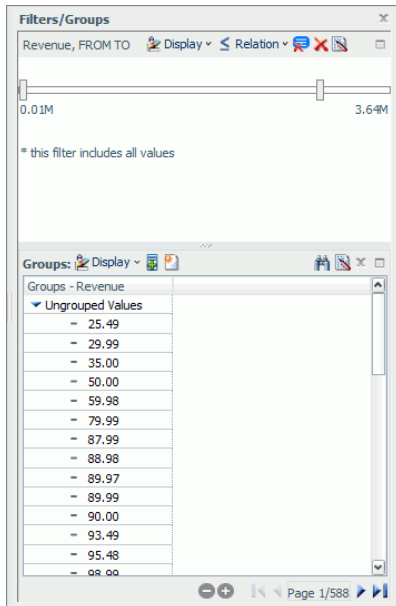 Filters/Groups
Revenue, FROM TO Display Relation
0.01M 3.64M
* this filter includes all values
Groups: Display
Groups - Revenue
Ungrouped Values
- 25.49
- 29.99
- 35.00
- 50.00
- 59.98
- 79.99
- 87.99
- 88.98
- 89.97
- 89.99
- 90.00
- 93.49
- 95.48
- 98.99
Page 1/588